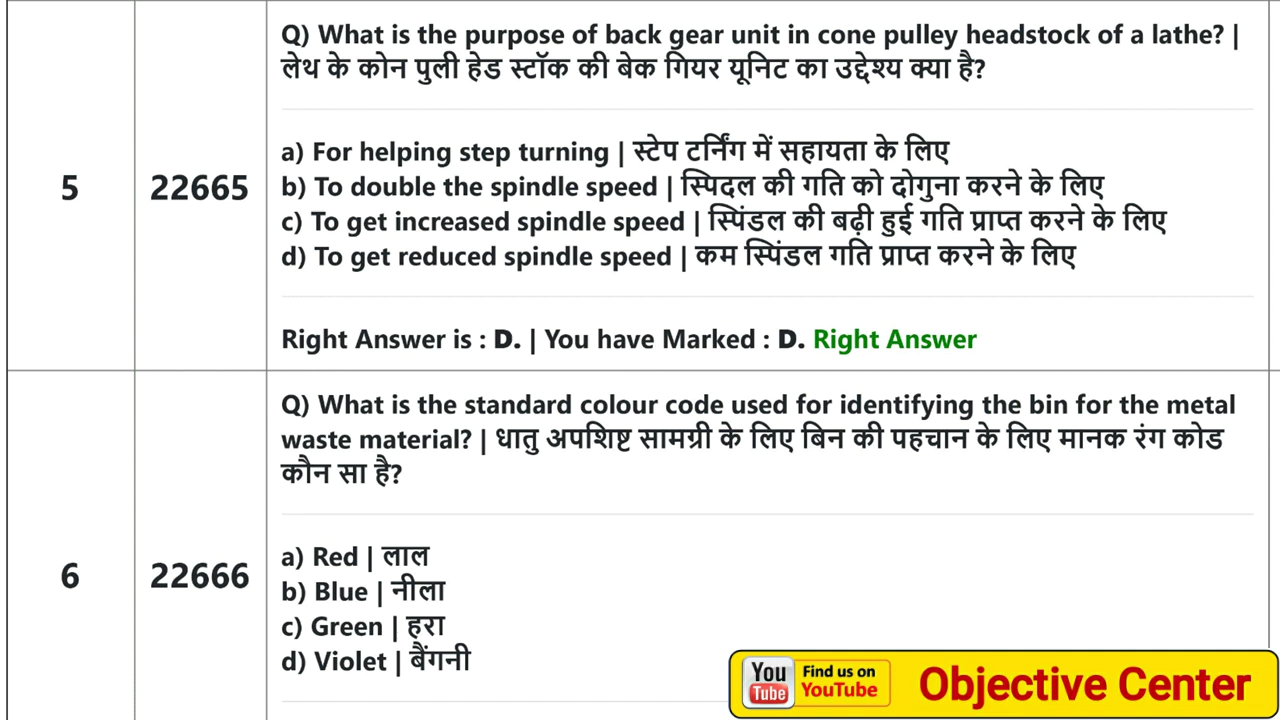 Q) What is the purpose of back gear unit in cone pulley headstock of a lathe? |
लेथ के कोन पुली हेड स्टॉक की बेक गियर यूनिट का उद्देश्य क्या है?
a) For helping step turning | स्टेप टर्निंग में सहायता के लिए
5
22665
b) To double the spindle speed | स्पिदल की गति को दोगुना करने के लिए
c) To get increased spindle speed | स्पिंडल की बढ़ी हुई गति प्राप्त करने के लिए
d) To get reduced spindle speed | कम स्पिंडल गति प्राप्त करने के लिए
Right Answer is : D. | You have Marked : D. Right Answer
Q) What is the standard colour code used for identifying the bin for the metal
waste material? | धातु अपशिष्ट सामग्री के लिए बिन की पहचान के लिए मानक रंग कोड
कौन सा है?
a) Red | लाल
6
22666
b) Blue | नीला
c) Green | हरा
d) Violet | बैंगनी
You
Tube
Find us on
YouTube
Objective Center